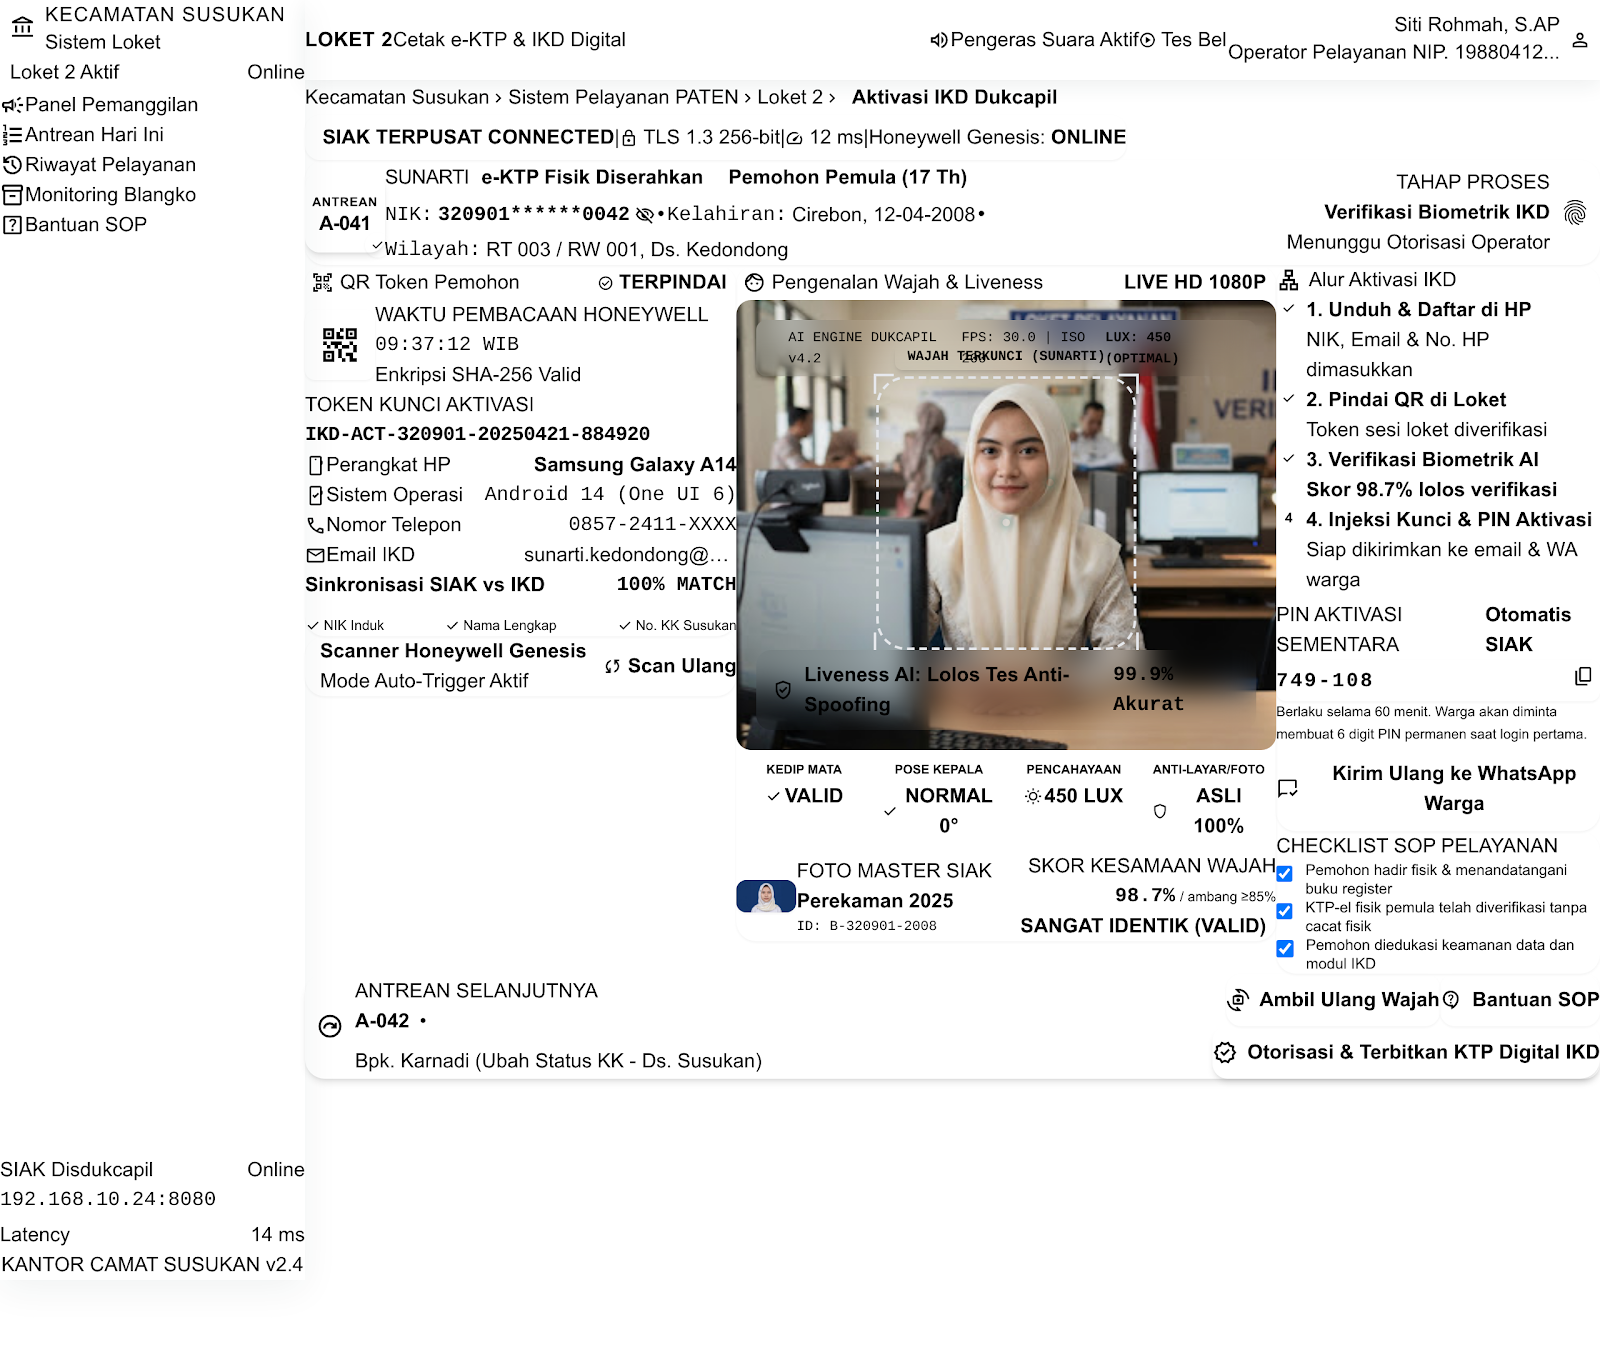 KECAMATAN SUSUKAN
Sistem Loket
Loket 2 Aktif Online
Panel Pemanggilan
Antrean Hari Ini
Riwayat Pelayanan
Monitoring Blangko
Bantuan SOP
SIAK Disdukcapil Online
192.168.10.24:8080
Latency 14 ms
KANTOR CAMAT SUSUKAN v2.4
LOKET 2 Cetak e-KTP & IKD Digital
Pengeras Suara Aktif Tes Bel
Siti Rohmah, S.AP
Operator Pelayanan NIP. 19880412...
Kecamatan Susukan › Sistem Pelayanan PATEN › Loket 2 › Aktivasi IKD Dukcapil
SIAK TERPUSAT CONNECTED | TLS 1.3 256-bit | 12 ms | Honeywell Genesis: ONLINE
ANTREAN
A-041
SUNARTI e-KTP Fisik Diserahkan Pemohon Pemula (17 Th)
NIK: 320901******0042 • Kelahiran: Cirebon, 12-04-2008 •
Wilayah: RT 003 / RW 001, Ds. Kedondong
TAHAP PROSES
Verifikasi Biometrik IKD
Menunggu Otorisasi Operator
QR Token Pemohon TERPINDAI
WAKTU PEMBACAAN HONEYWELL
09:37:12 WIB
Enkripsi SHA-256 Valid
TOKEN KUNCI AKTIVASI
IKD-ACT-320901-20250421-884920
Perangkat HP Samsung Galaxy A14
Sistem Operasi Android 14 (One UI 6)
Nomor Telepon 0857-2411-XXXX
Email IKD sunarti.kedondong@...
Sinkronisasi SIAK vs IKD 100% MATCH
NIK Induk Nama Lengkap No. KK Susukan
Scanner Honeywell Genesis
Mode Auto-Trigger Aktif
Scan Ulang
Pengenalan Wajah & Liveness LIVE HD 1080P
AI ENGINE DUKCAPIL
v4.2
FPS: 30.0 | ISO
LUX: 450
(OPTIMAL)
WAJAH TERKUNCI (SUNARTI)
Liveness AI: Lolos Tes Anti-
Spoofing
99.9%
Akurat
KEDIP MATA
VALID
POSE KEPALA
NORMAL
0°
PENCAHAYAAN
450 LUX
ANTI-LAYAR/FOTO
ASLI
100%
FOTO MASTER SIAK
Perekaman 2025
ID: B-320901-2008
SKOR KESAMAAN WAJAH
98.7% / ambang ≥85%
SANGAT IDENTIK (VALID)
Alur Aktivasi IKD
1. Unduh & Daftar di HP
NIK, Email & No. HP
dimasukkan
2. Pindai QR di Loket
Token sesi loket diverifikasi
3. Verifikasi Biometrik AI
Skor 98.7% lolos verifikasi
4 4. Injeksi Kunci & PIN Aktivasi
Siap dikirimkan ke email & WA
warga
PIN AKTIVASI
SEMENTARA
Otomatis
SIAK
749-108
Berlaku selama 60 menit. Warga akan diminta
membuat 6 digit PIN permanen saat login pertama.
Kirim Ulang ke WhatsApp
Warga
CHECKLIST SOP PELAYANAN
Pemohon hadir fisik & menandatangani
buku register
KTP-el fisik pemula telah diverifikasi tanpa
cacat fisik
Pemohon diedukasi keamanan data dan
modul IKD
ANTREAN SELANJUTNYA
A-042 •
Bpk. Karnadi (Ubah Status KK - Ds. Susukan)
Ambil Ulang Wajah Bantuan SOP
Otorisasi & Terbitkan KTP Digital IKD